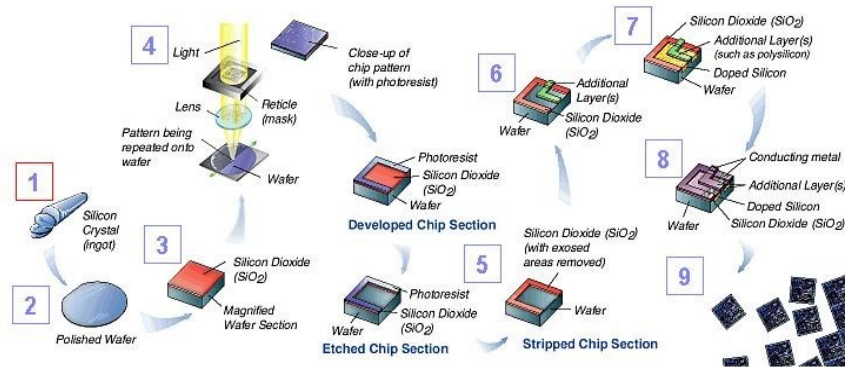 1
Silicon
Crystal
(ingot)
2
Polished Wafer
3
Silicon Dioxide
(SiO2)
Magnified
Wafer Section
4
Light
Reticle
(mask)
Lens
Pattern being
repeated onto
wafer
Wafer
Close-up of
chip pattern
(with photoresist)
Photoresist
Silicon Dioxide
(SiO2)
Wafer
Developed Chip Section
Photoresist
Silicon Dioxide
(SiO2)
Wafer
Etched Chip Section
5
Silicon Dioxide (SiO2)
(with exosed
areas removed)
Wafer
Stripped Chip Section
6
Additional
Layer(s)
Silicon Dioxide
(SiO2)
Wafer
7
Silicon Dioxide (SiO2)
Additional Layer(s)
(such as polysilicon)
Doped Silicon
Wafer
8
Conducting metal
Additional Layer(s)
Doped Silicon
Silicon Dioxide (SiO2)
Wafer
9